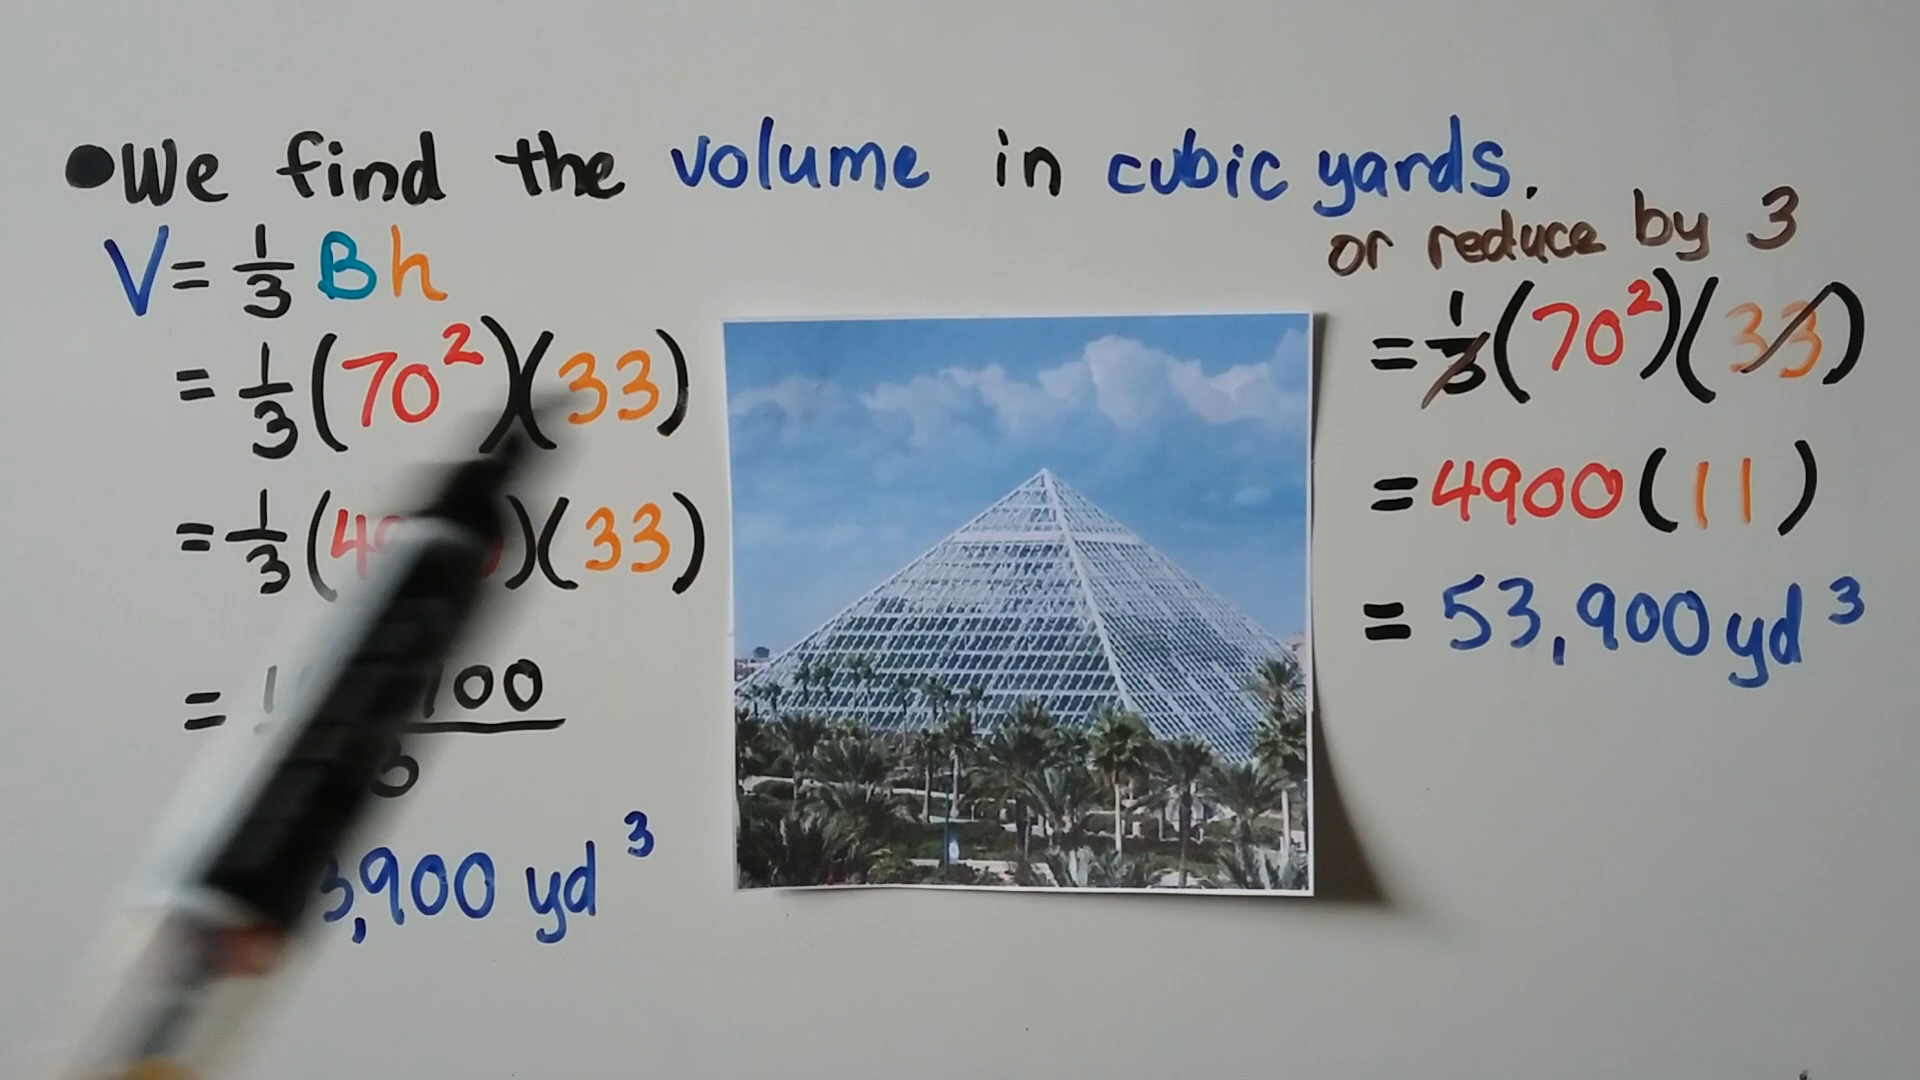 •We find the volume in cubic yards.
V = 1/3 Bh
= 1/3 (70²)(33)
= 1/3 (4 )(33)
= 100
,900 yd³
or reduce by 3
= 1/3 (70²)(33)
= 4900(11)
= 53,900 yd³